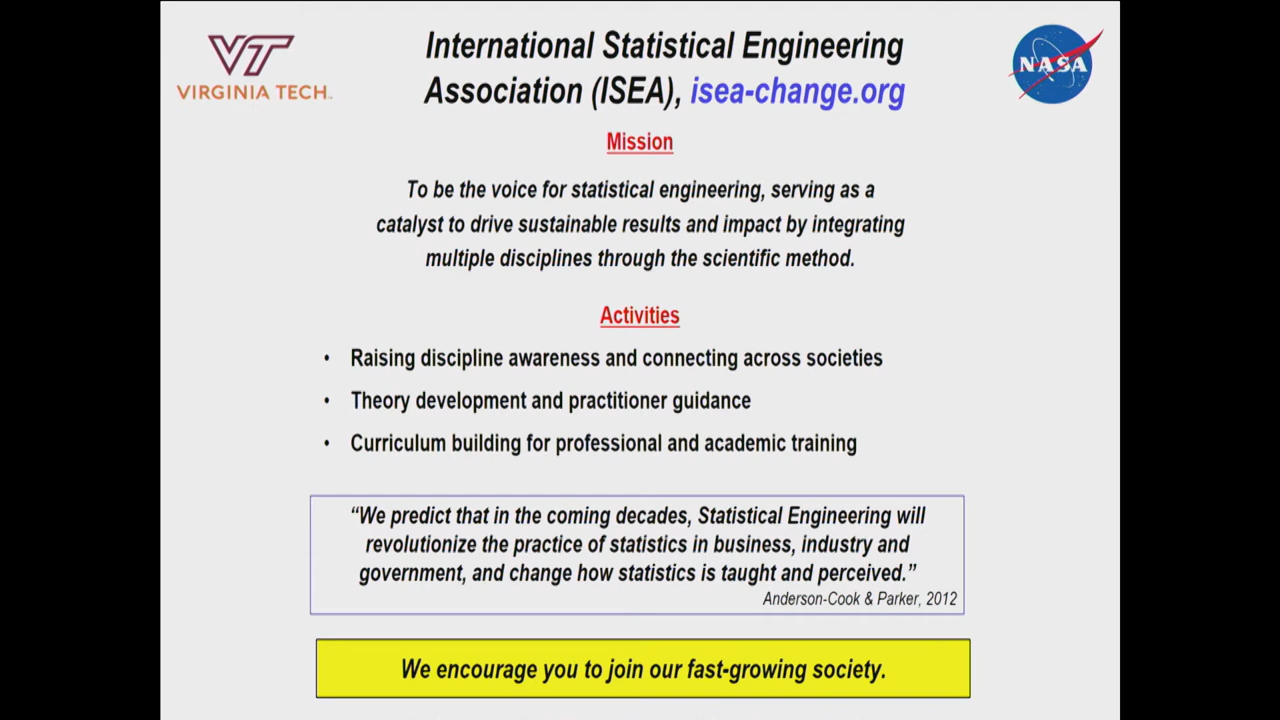 VT
VIRGINIA TECH
International Statistical Engineering
Association (ISEA), isea-change.org
NASA
Mission
To be the voice for statistical engineering, serving as a
catalyst to drive sustainable results and impact by integrating
multiple disciplines through the scientific method.
Activities
• Raising discipline awareness and connecting across societies
• Theory development and practitioner guidance
• Curriculum building for professional and academic training
“We predict that in the coming decades, Statistical Engineering will
revolutionize the practice of statistics in business, industry and
government, and change how statistics is taught and perceived.”
Anderson-Cook & Parker, 2012
We encourage you to join our fast-growing society.